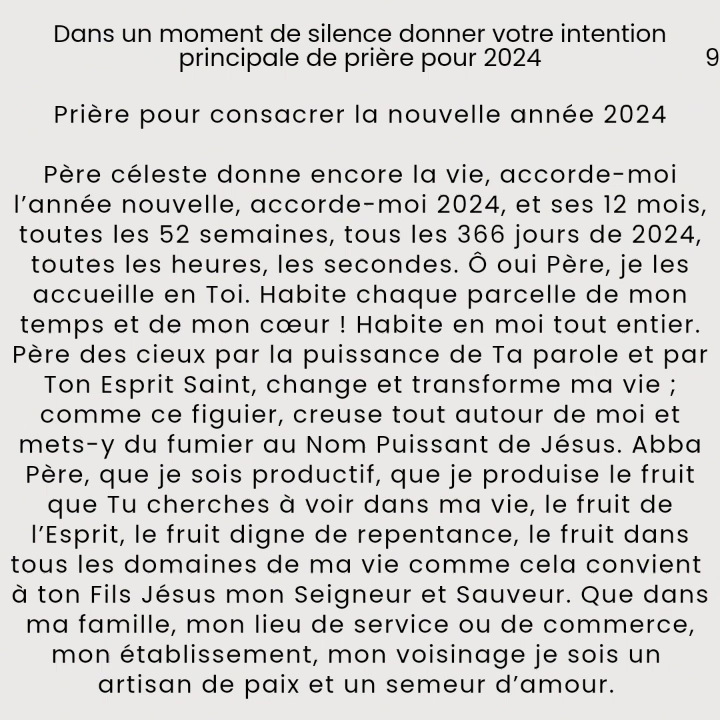 Dans un moment de silence donner votre intention
principale de prière pour 2024
9
Prière pour consacrer la nouvelle année 2024
Père céleste donne encore la vie, accorde-moi
l’année nouvelle, accorde-moi 2024, et ses 12 mois,
toutes les 52 semaines, tous les 366 jours de 2024,
toutes les heures, les secondes. Ô oui Père, je les
accueille en Toi. Habite chaque parcelle de mon
temps et de mon cœur ! Habite en moi tout entier.
Père des cieux par la puissance de Ta parole et par
Ton Esprit Saint, change et transforme ma vie ;
comme ce figuier, creuse tout autour de moi et
mets-y du fumier au Nom Puissant de Jésus. Abba
Père, que je sois productif, que je produise le fruit
que Tu cherches à voir dans ma vie, le fruit de
l’Esprit, le fruit digne de repentance, le fruit dans
tous les domaines de ma vie comme cela convient
à ton Fils Jésus mon Seigneur et Sauveur. Que dans
ma famille, mon lieu de service ou de commerce,
mon établissement, mon voisinage je sois un
artisan de paix et un semeur d’amour.